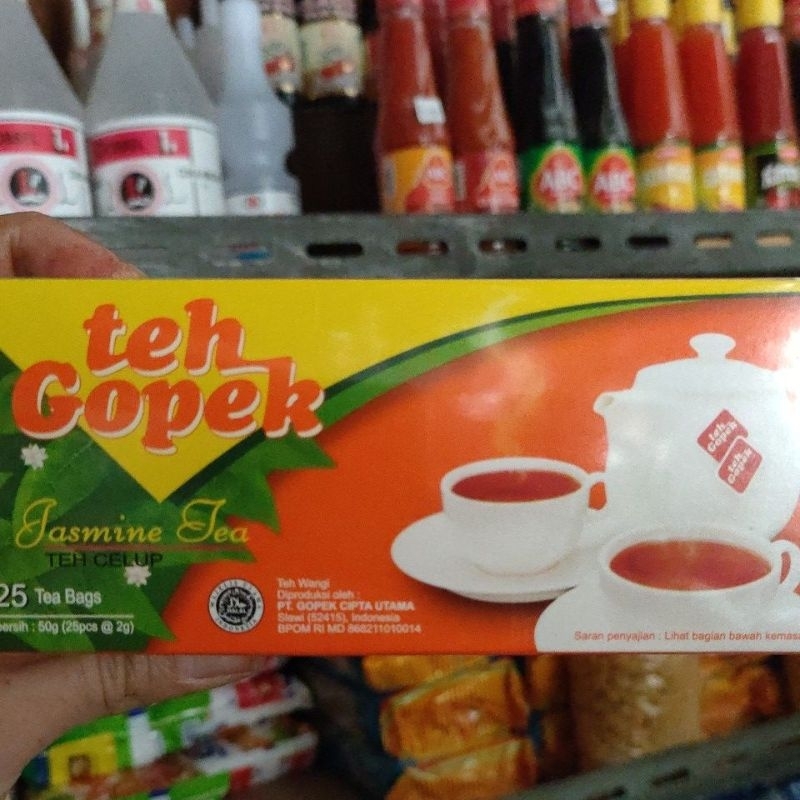 ABC
ABC
teh
Gopek
Jasmine Tea
TEH CELUP
25 Tea Bags
bersih : 50g (25pcs @ 2g)
HALAL
INDONESIA
Teh Wangi
Diproduksi oleh :
PT. GOPEK CIPTA UTAMA
Slawi (52415), Indonesia
BPOM RI MD 868211010014
teh
Gopek
teh
Gopek
Saran penyajian : Lihat bagian bawah kemasa